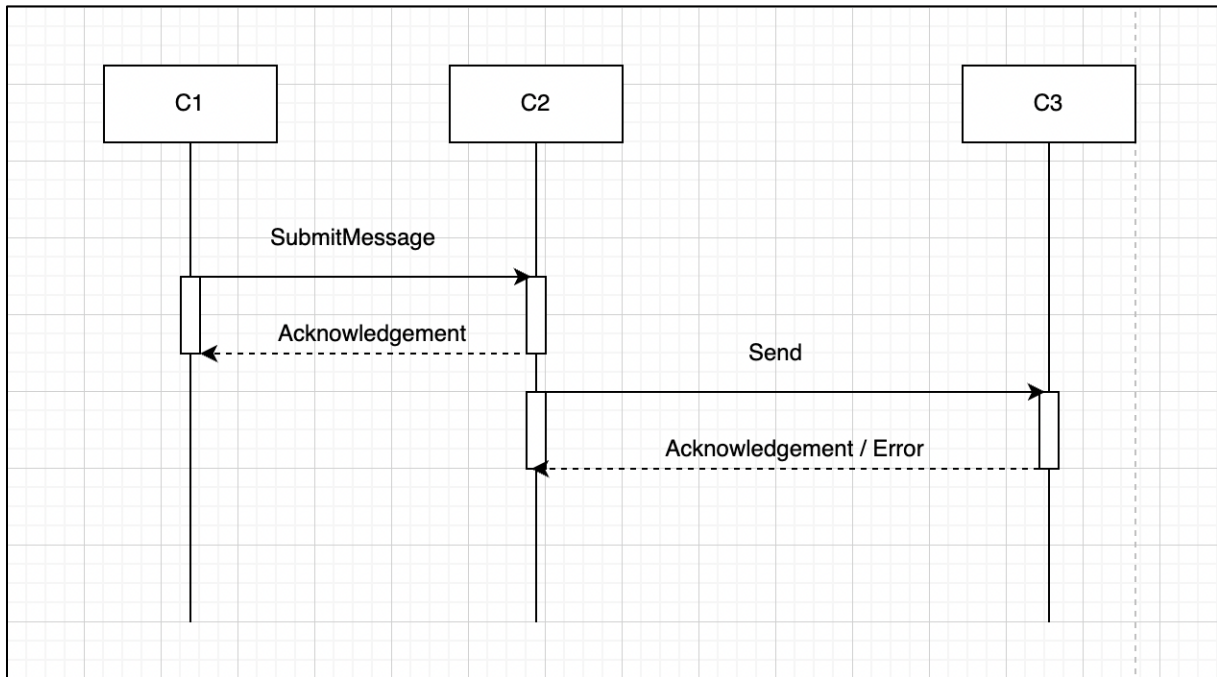 C1
C2
C3
SubmitMessage
Acknowledgement
Send
Acknowledgement / Error